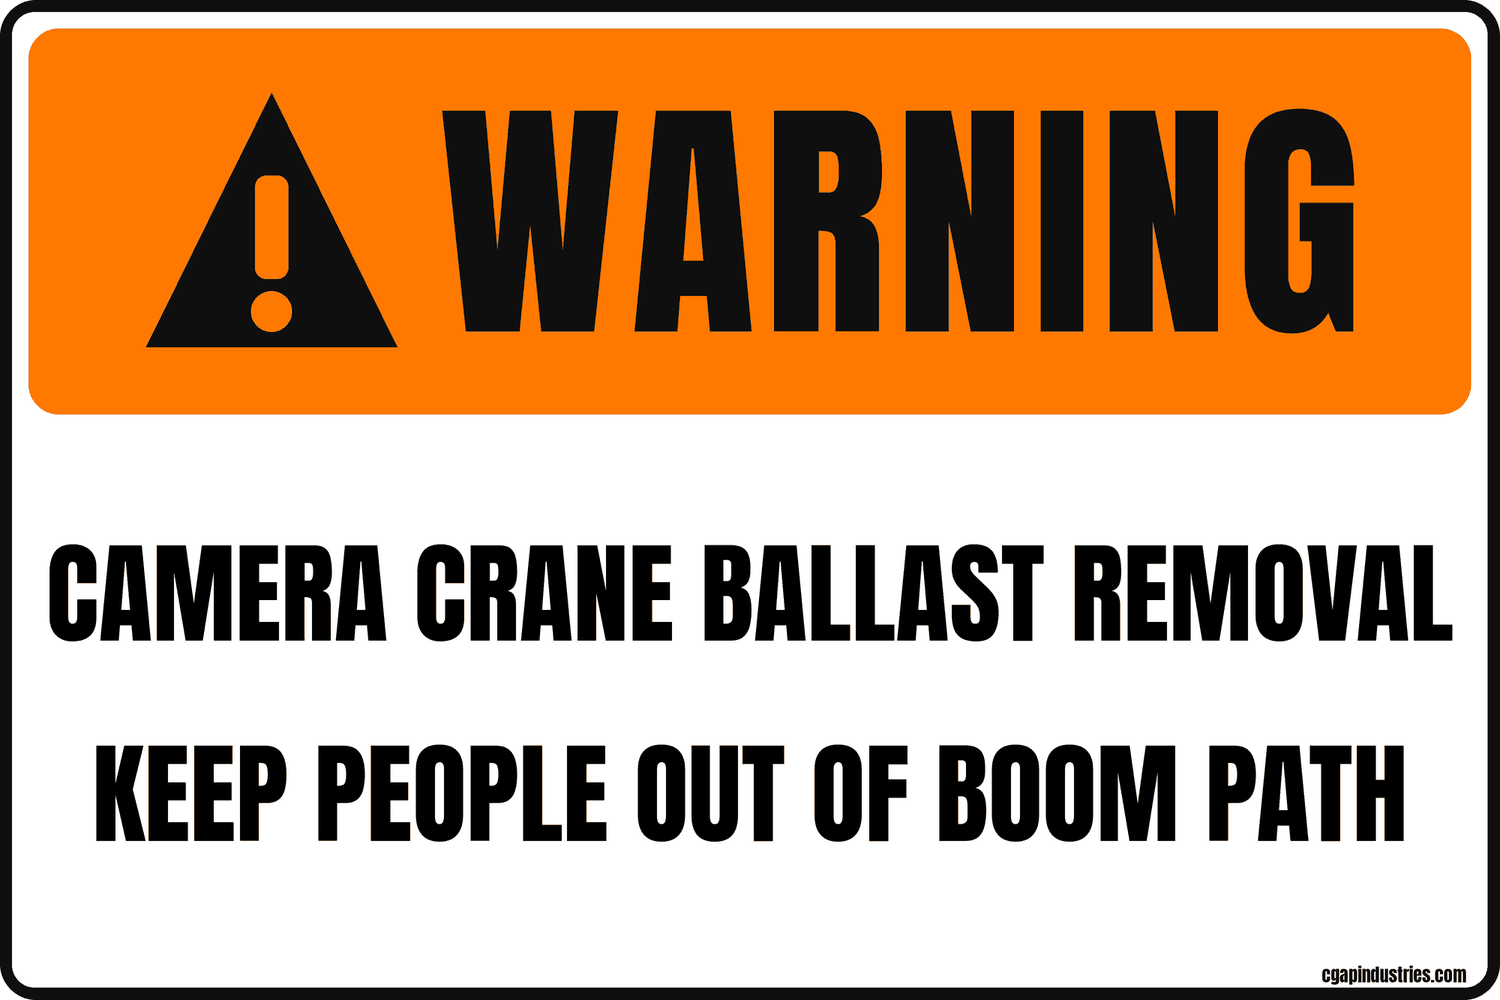 WARNING
CAMERA CRANE BALLAST REMOVAL
KEEP PEOPLE OUT OF BOOM PATH
cgapindustries.com